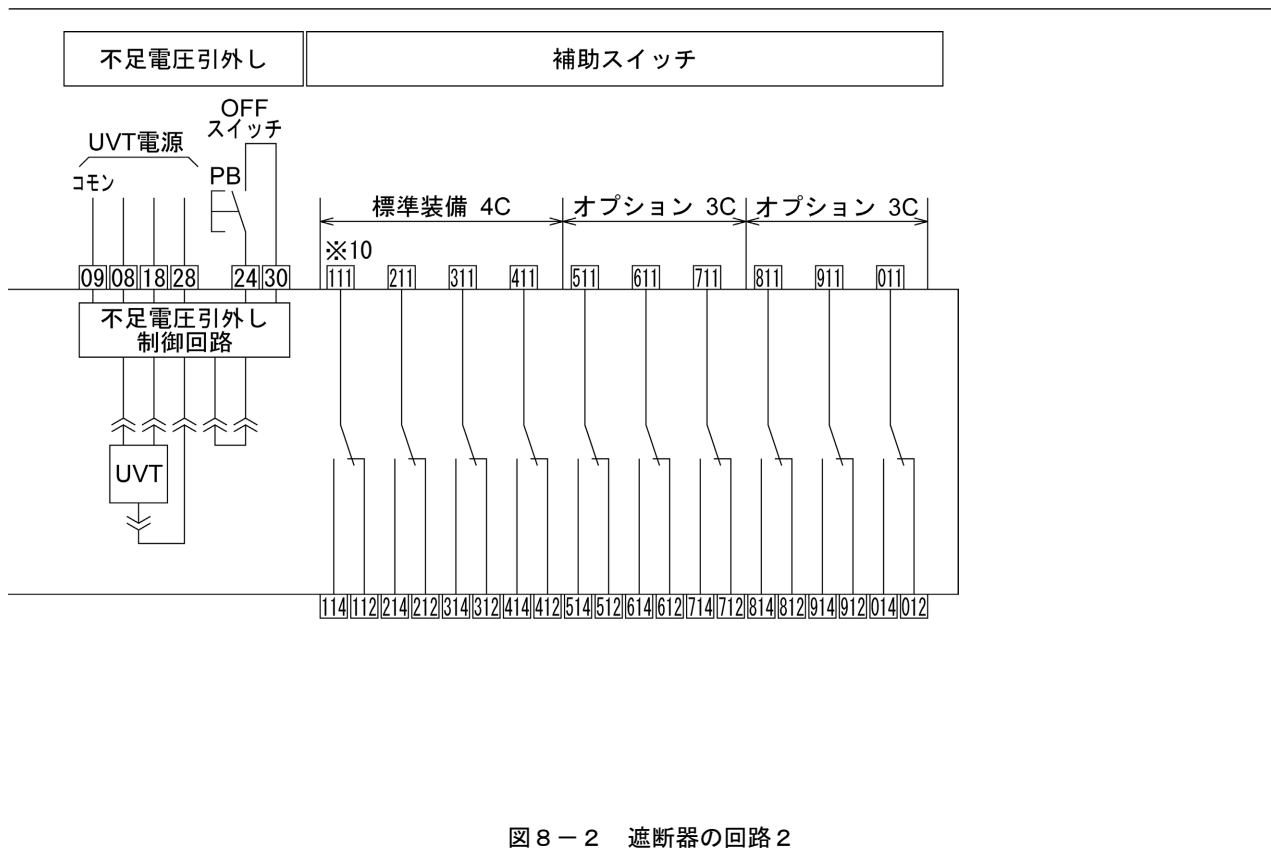 不足電圧引外し
補助スイッチ
OFF
スイッチ
UVT電源
コモン
PB
標準装備 4C
オプション 3C
オプション 3C
※10
09 08 18 28 24 30
111 211 311 411 511 611 711 811 911 011
不足電圧引外し
制御回路
UVT
114 112 214 212 314 312 414 412 514 512 614 612 714 712 814 812 914 912 014 012
図8－2 遮断器の回路2